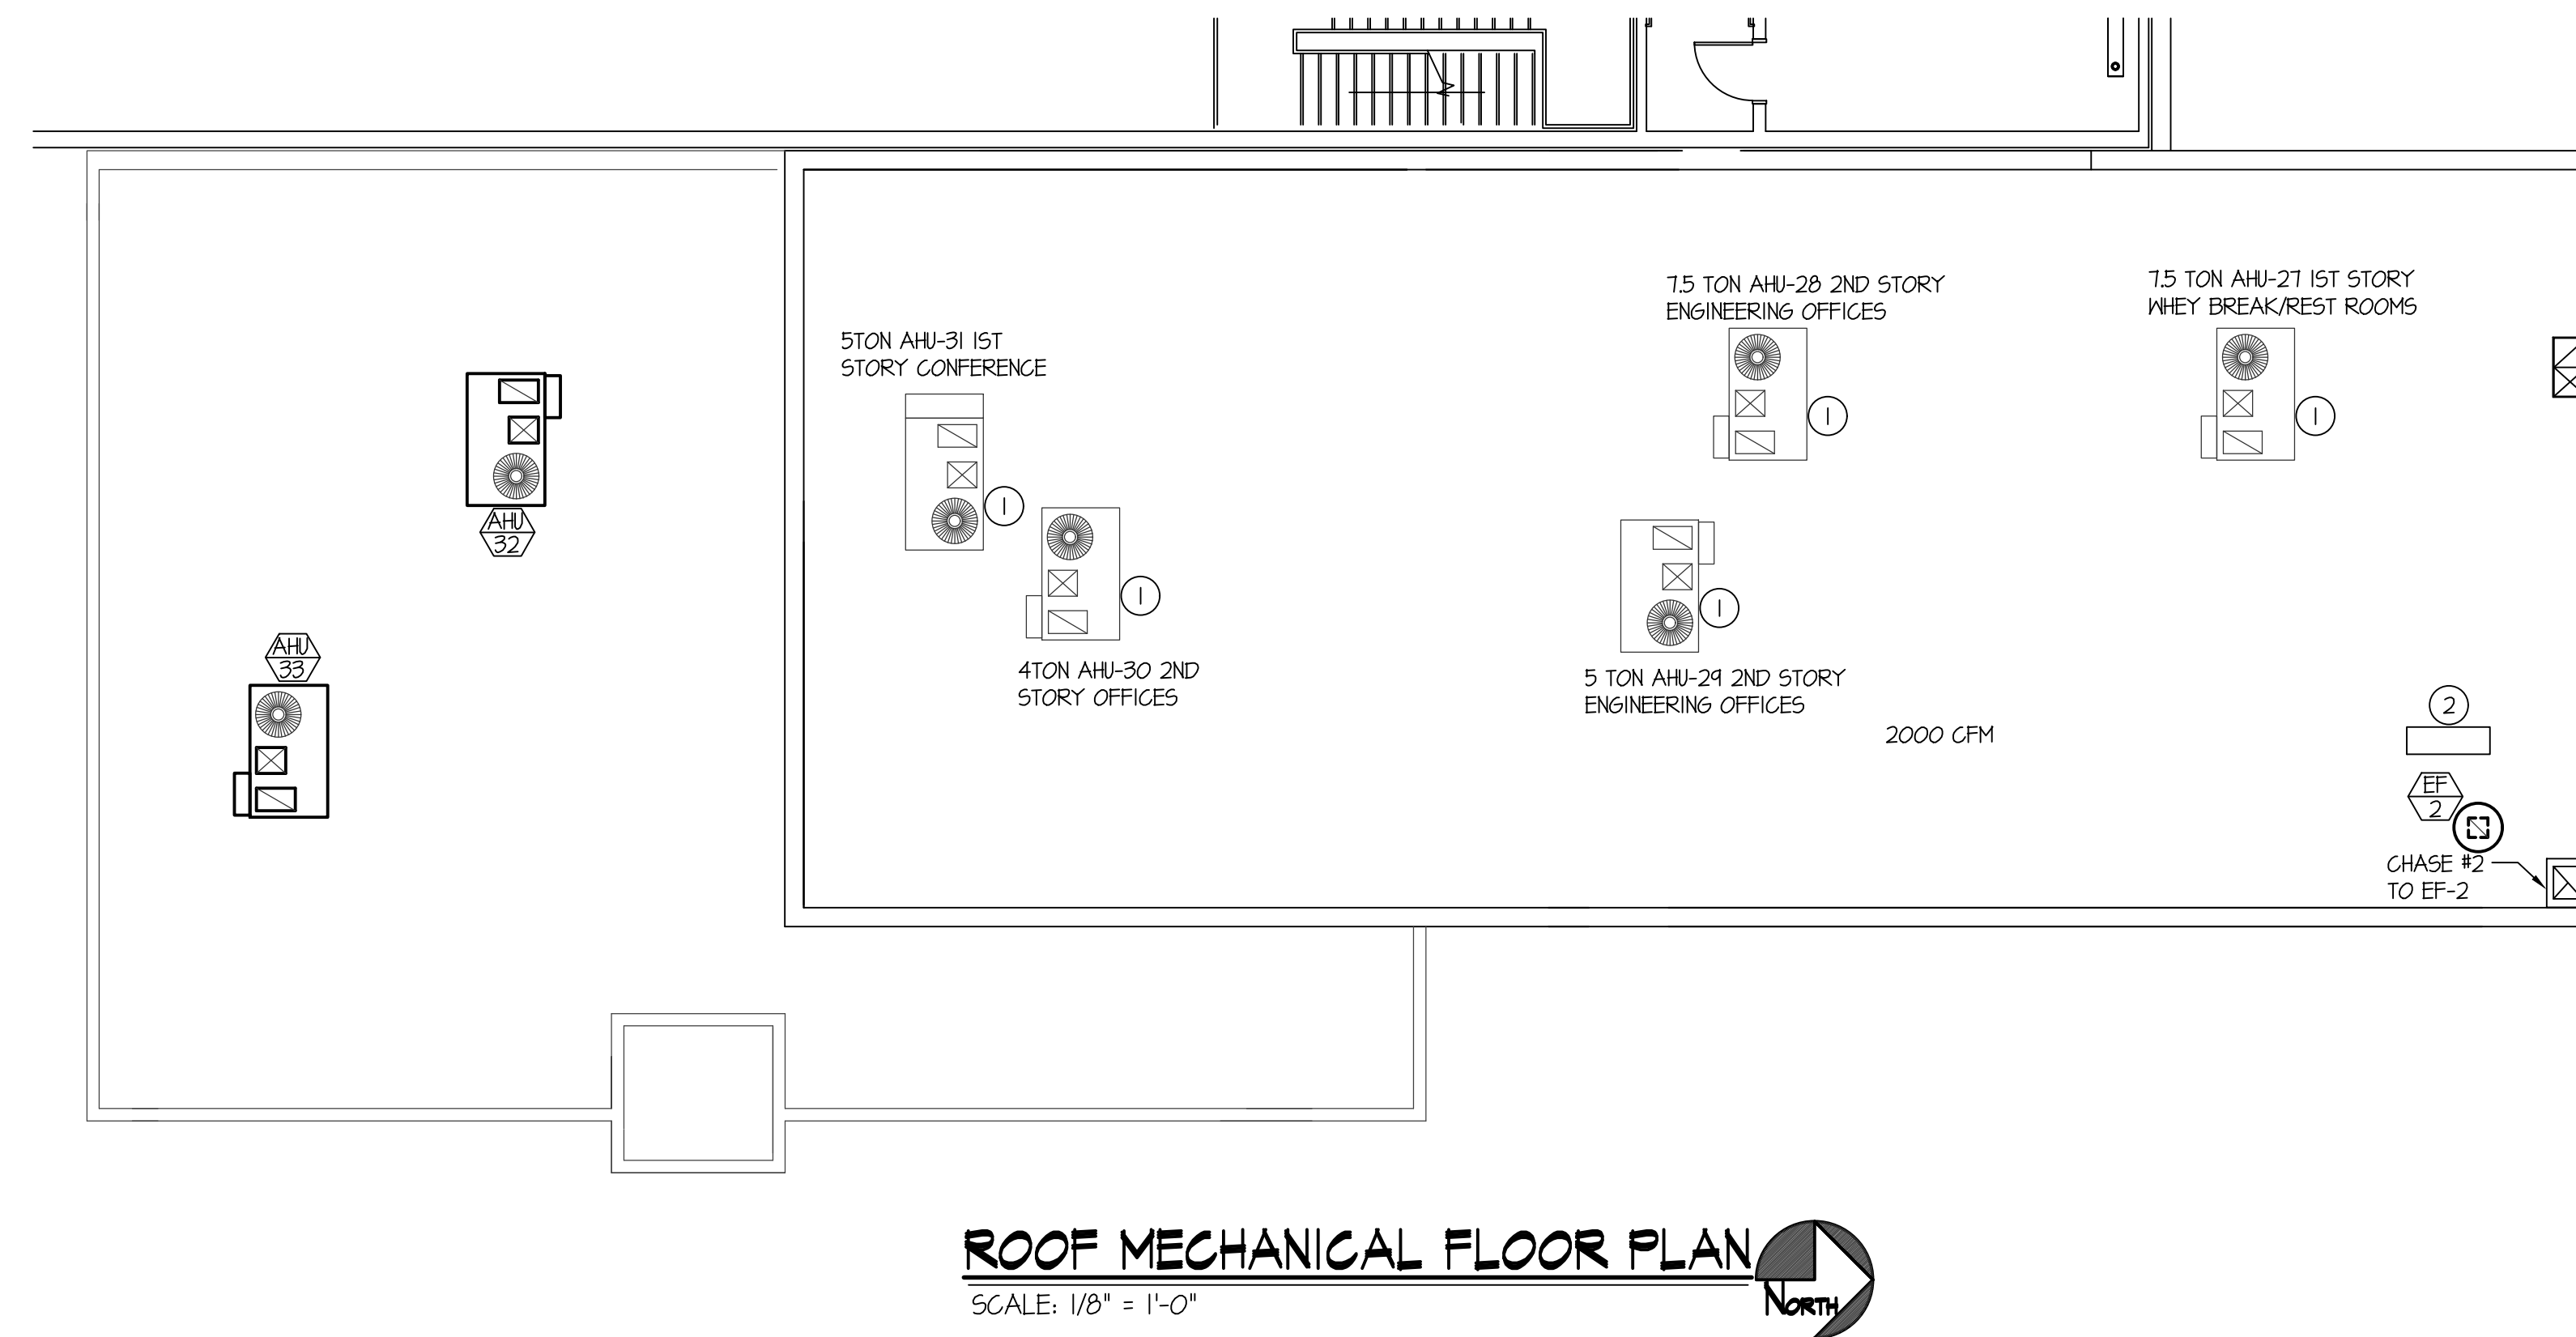 7.5 TON AHU-28 2ND STORY
ENGINEERING OFFICES
7.5 TON AHU-27 1ST STORY
WHEY BREAK/REST ROOMS
5TON AHU-31 1ST
STORY CONFERENCE
1
1
1
AHU
32
1
1
AHU
33
4TON AHU-30 2ND
STORY OFFICES
5 TON AHU-29 2ND STORY
ENGINEERING OFFICES
2000 CFM
2
EF
2
CHASE #2
TO EF-2
ROOF MECHANICAL FLOOR PLAN
SCALE: 1/8" = 1'-0"
NORTH